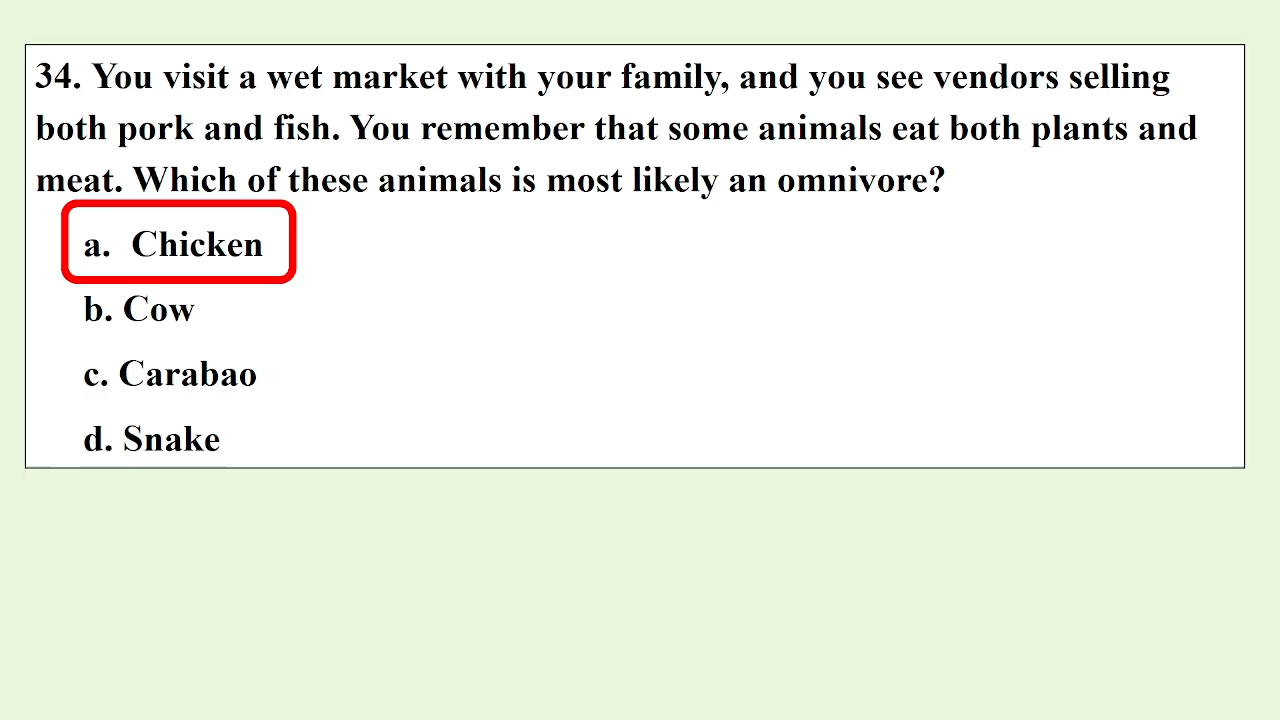 34. You visit a wet market with your family, and you see vendors selling
both pork and fish. You remember that some animals eat both plants and
meat. Which of these animals is most likely an omnivore?
a. Chicken
b. Cow
c. Carabao
d. Snake